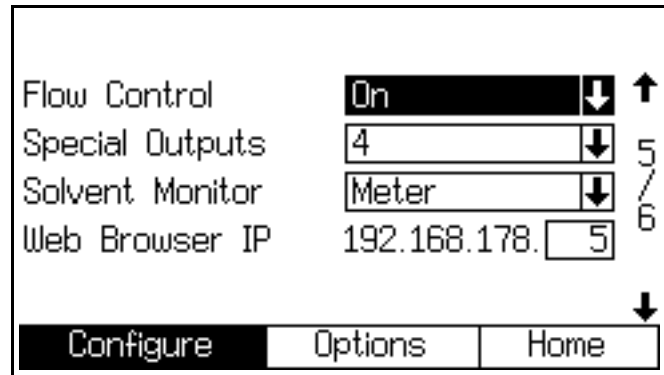 Flow Control On
Special Outputs 4
Solvent Monitor Meter
Web Browser IP 192.168.178. 5
5/6
Configure Options Home